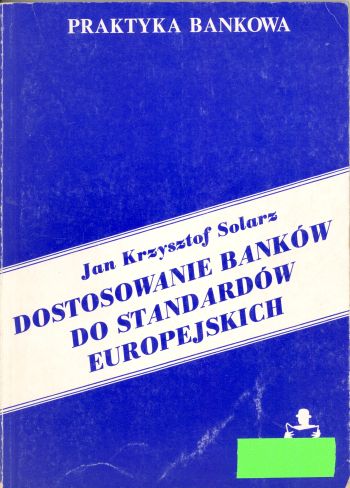 PRAKTYKA BANKOWA
Jan Krzysztof Solarz
DOSTOSOWANIE BANKÓW
DO STANDARDÓW
EUROPEJSKICH